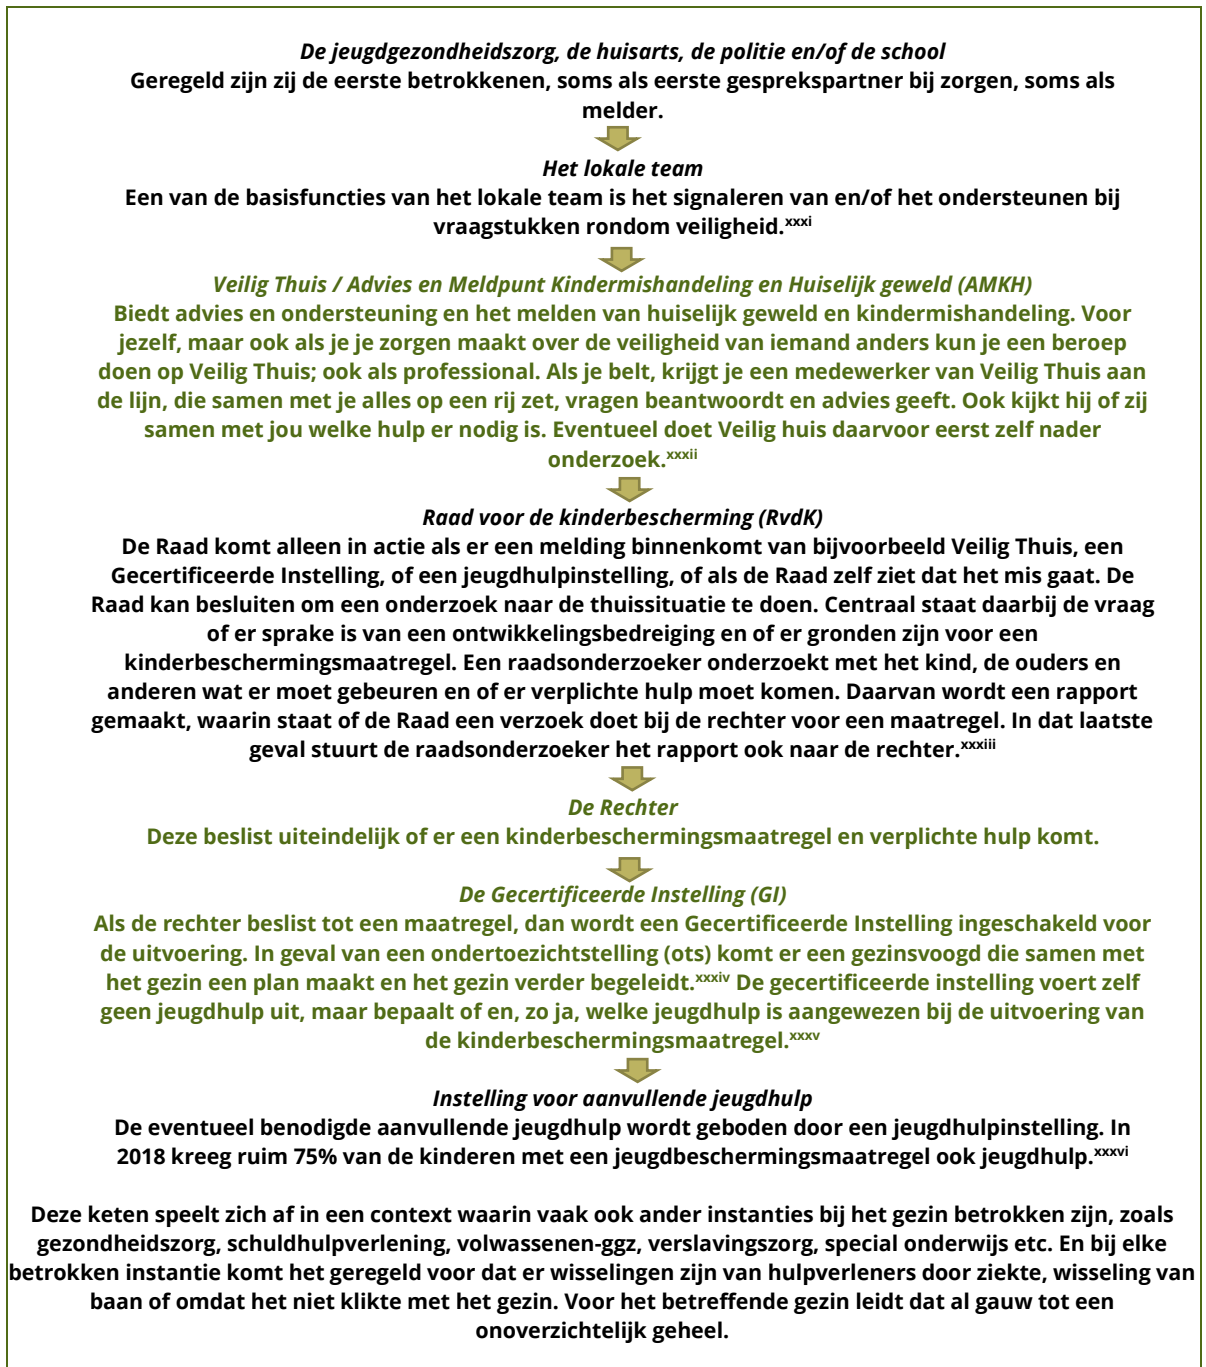 De jeugdgezondheidszorg, de huisarts, de politie en/of de school
Geregeld zijn zij de eerste betrokkenen, soms als eerste gesprekspartner bij zorgen, soms als
melder.
Het lokale team
Een van de basisfuncties van het lokale team is het signaleren van en/of het ondersteunen bij
vraagstukken rondom veiligheid.xxxi
Veilig Thuis / Advies en Meldpunt Kindermishandeling en Huiselijk geweld (AMKH)
Biedt advies en ondersteuning en het melden van huiselijk geweld en kindermishandeling. Voor
jezelf, maar ook als je je zorgen maakt over de veiligheid van iemand anders kun je een beroep
doen op Veilig Thuis; ook als professional. Als je belt, krijgt je een medewerker van Veilig Thuis aan
de lijn, die samen met je alles op een rij zet, vragen beantwoordt en advies geeft. Ook kijkt hij of zij
samen met jou welke hulp er nodig is. Eventueel doet Veilig huis daarvoor eerst zelf nader
onderzoek.xxxii
Raad voor de kinderbescherming (RvdK)
De Raad komt alleen in actie als er een melding binnenkomt van bijvoorbeeld Veilig Thuis, een
Gecertificeerde Instelling, of een jeugdhulpinstelling, of als de Raad zelf ziet dat het mis gaat. De
Raad kan besluiten om een onderzoek naar de thuissituatie te doen. Centraal staat daarbij de vraag
of er sprake is van een ontwikkelingsbedreiging en of er gronden zijn voor een
kinderbeschermingsmaatregel. Een raadsonderzoeker onderzoekt met het kind, de ouders en
anderen wat er moet gebeuren en of er verplichte hulp moet komen. Daarvan wordt een rapport
gemaakt, waarin staat of de Raad een verzoek doet bij de rechter voor een maatregel. In dat laatste
geval stuurt de raadsonderzoeker het rapport ook naar de rechter.xxxiii
De Rechter
Deze beslist uiteindelijk of er een kinderbeschermingsmaatregel en verplichte hulp komt.
De Gecertificeerde Instelling (GI)
Als de rechter beslist tot een maatregel, dan wordt een Gecertificeerde Instelling ingeschakeld voor
de uitvoering. In geval van een ondertoezichtstelling (ots) komt er een gezinsvoogd die samen met
het gezin een plan maakt en het gezin verder begeleidt.xxxiv De gecertificeerde instelling voert zelf
geen jeugdhulp uit, maar bepaalt of en, zo ja, welke jeugdhulp is aangewezen bij de uitvoering van
de kinderbeschermingsmaatregel.xxxv
Instelling voor aanvullende jeugdhulp
De eventueel benodigde aanvullende jeugdhulp wordt geboden door een jeugdhulpinstelling. In
2018 kreeg ruim 75% van de kinderen met een jeugdbeschermingsmaatregel ook jeugdhulp.xxxvi
Deze keten speelt zich af in een context waarin vaak ook ander instanties bij het gezin betrokken zijn, zoals
gezondheidszorg, schuldhulpverlening, volwassenen-ggz, verslavingszorg, special onderwijs etc. En bij elke
betrokken instantie komt het geregeld voor dat er wisselingen zijn van hulpverleners door ziekte, wisseling van
baan of omdat het niet klikte met het gezin. Voor het betreffende gezin leidt dat al gauw tot een
onoverzichtelijk geheel.